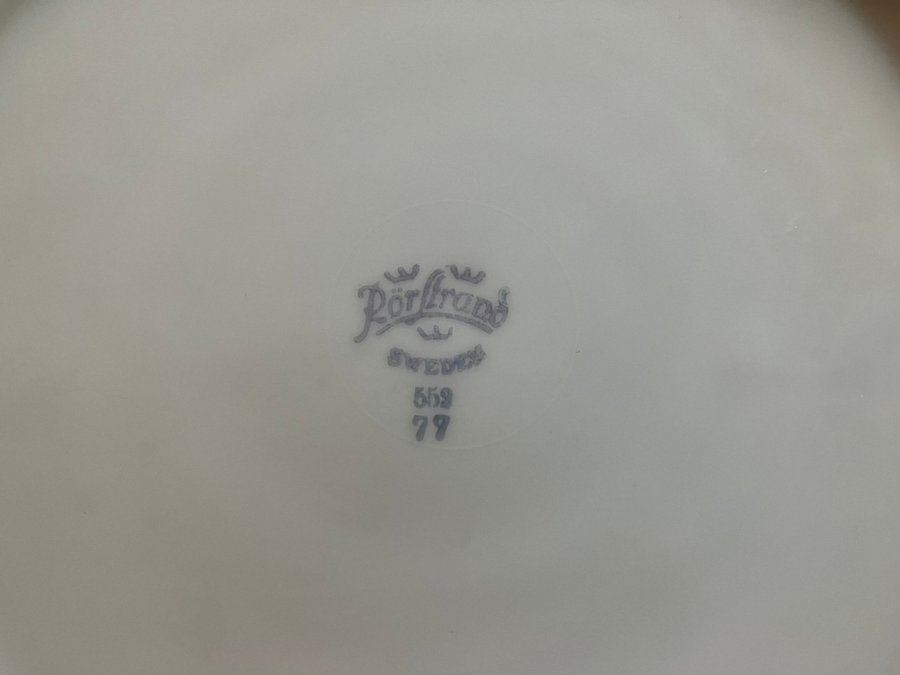 Rörstrand
SWEDEN
552
77